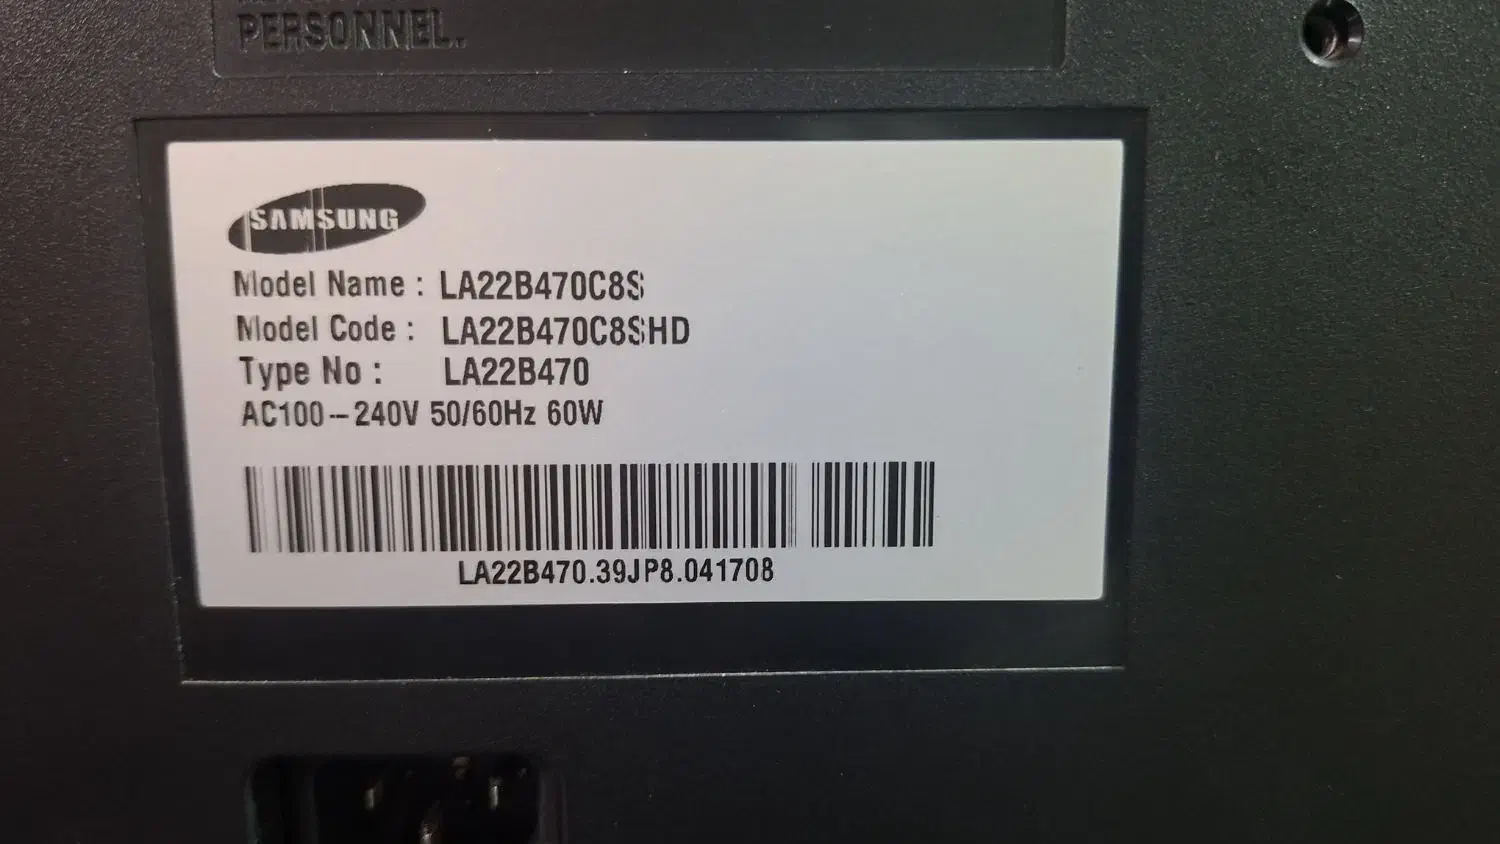 PERSONNEL.
SAMSUNG
Model Name : LA22B470C8S
Model Code : LA22B470C8SHD
Type No : LA22B470
AC100-240V 50/60Hz 60W
LA22B470.39JP8.041708